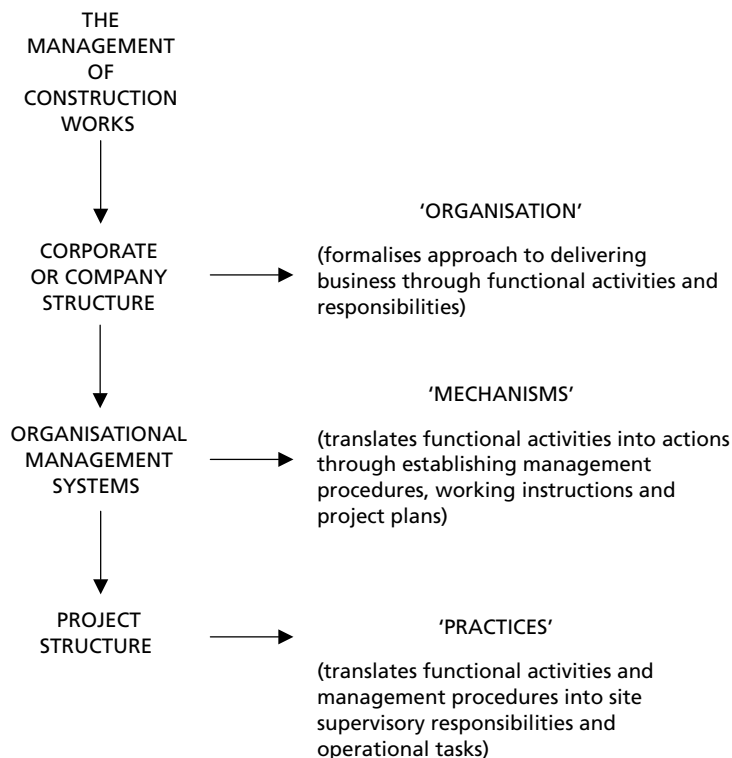 THE
MANAGEMENT
OF
CONSTRUCTION
WORKS
CORPORATE
OR COMPANY
STRUCTURE
‘ORGANISATION’
(formalises approach to delivering
business through functional activities and
responsibilities)
ORGANISATIONAL
MANAGEMENT
SYSTEMS
‘MECHANISMS’
(translates functional activities into actions
through establishing management
procedures, working instructions and
project plans)
PROJECT
STRUCTURE
‘PRACTICES’
(translates functional activities and
management procedures into site
supervisory responsibilities and
operational tasks)